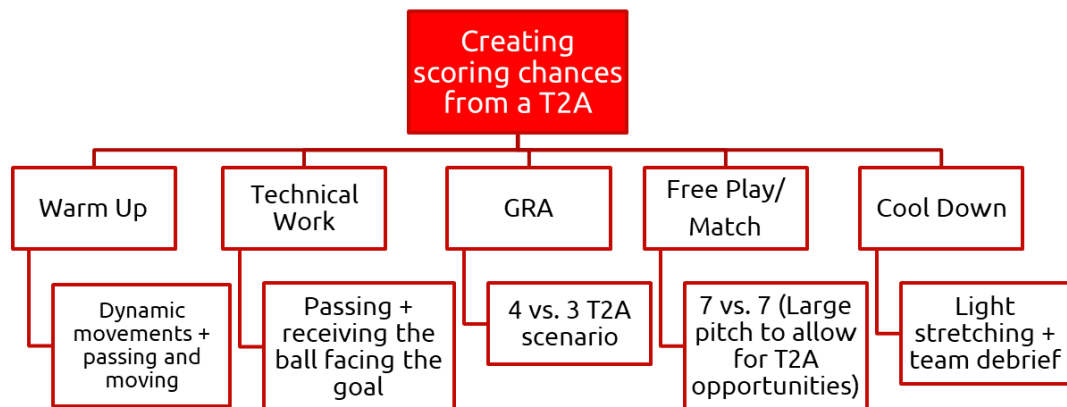 Creating
scoring chances
from a T2A
Warm Up
Technical
Work
GRA
Free Play/
Match
Cool Down
Dynamic
movements +
passing and
moving
Passing +
receiving the
ball facing the
goal
4 vs. 3 T2A
scenario
7 vs. 7 (Large
pitch to allow
for T2A
opportunities)
Light
stretching +
team debrief